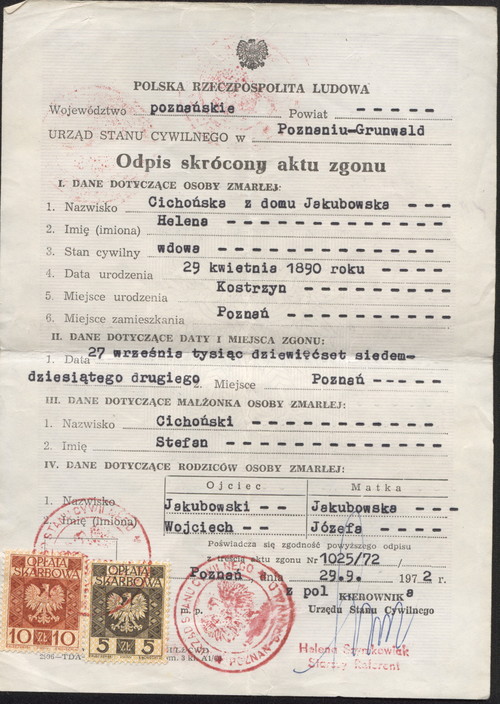 POLSKA RZECZPOSPOLITA LUDOWA
Województwo poznańskie Powiat - - - - -
URZĄD STANU CYWILNEGO w Poznaniu-Grunwald
Odpis skrócony aktu zgonu
I. DANE DOTYCZĄCE OSOBY ZMARŁEJ:
1. Nazwisko Cichońska z domu Jakubowska - - -
2. Imię (imiona) Helena - - - - - - - - - - -
3. Stan cywilny wdowa - - - - - - - - - - -
4. Data urodzenia 29 kwietnia 1890 roku - - - -
5. Miejsce urodzenia Kostrzyn - - - - - -
6. Miejsce zamieszkania Poznań - - - - - -
II. DANE DOTYCZĄCE DATY I MIEJSCA ZGONU:
1. Data 27 września tysiąc dziewięćset siedem-
dziesiątego drugiego 2. Miejsce Poznań - - - - -
III. DANE DOTYCZĄCE MAŁŻONKA OSOBY ZMARŁEJ:
1. Nazwisko Cichoński - - - - - - - - - -
2. Imię Stefan - - - - - - - - - - -
IV. DANE DOTYCZĄCE RODZICÓW OSOBY ZMARŁEJ:
Ojciec Matka
1. Nazwisko Jakubowski - - Jakubowska - - -
2. Imię (imiona) Wojciech - - Józefa - - - -
Poświadcza się zgodność powyższego odpisu
z treścią aktu zgonu Nr 1025/72
Poznań dnia 29.9. 1972 r.
z pol KIEROWNIK a
m. p. Urzędu Stanu Cywilnego
OPŁATA SKARBOWA
10 ZŁ 10
OPŁATA SKARBOWA
5 ZŁ 5
Helena
Starszy Referent